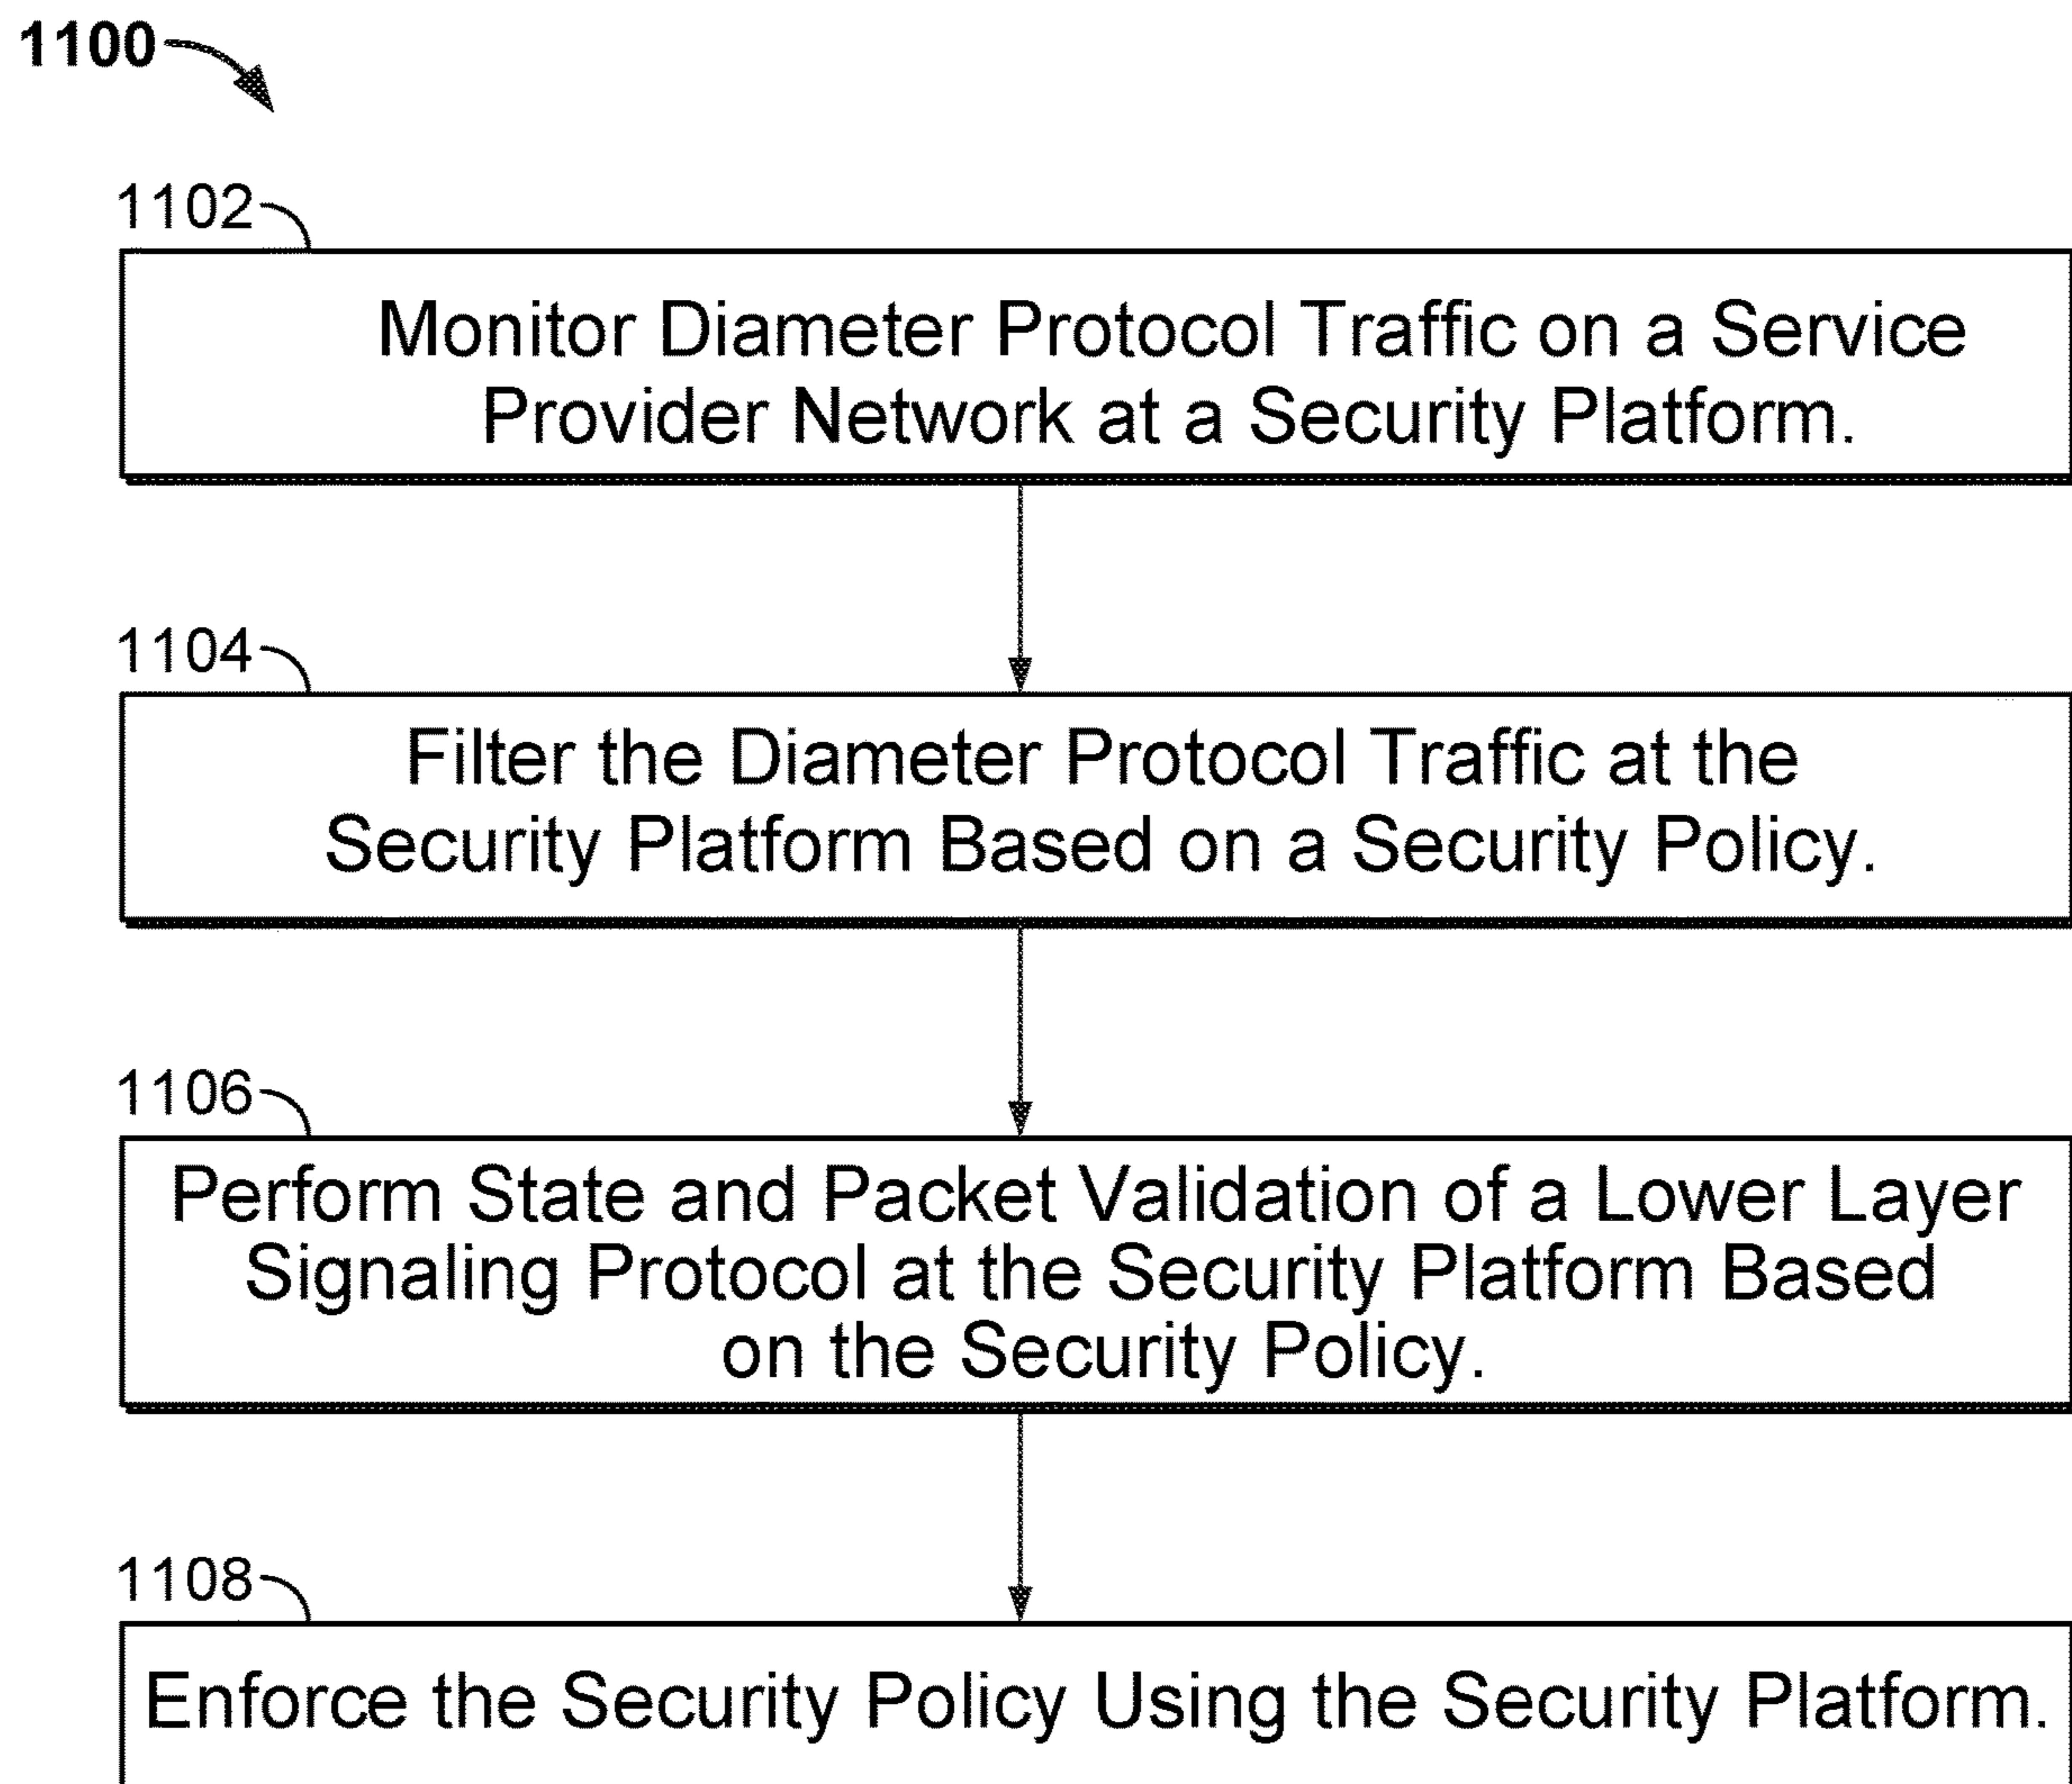 1100
1102
Monitor Diameter Protocol Traffic on a Service
Provider Network at a Security Platform.
1104
Filter the Diameter Protocol Traffic at the
Security Platform Based on a Security Policy.
1106
Perform State and Packet Validation of a Lower Layer
Signaling Protocol at the Security Platform Based
on the Security Policy.
1108
Enforce the Security Policy Using the Security Platform.